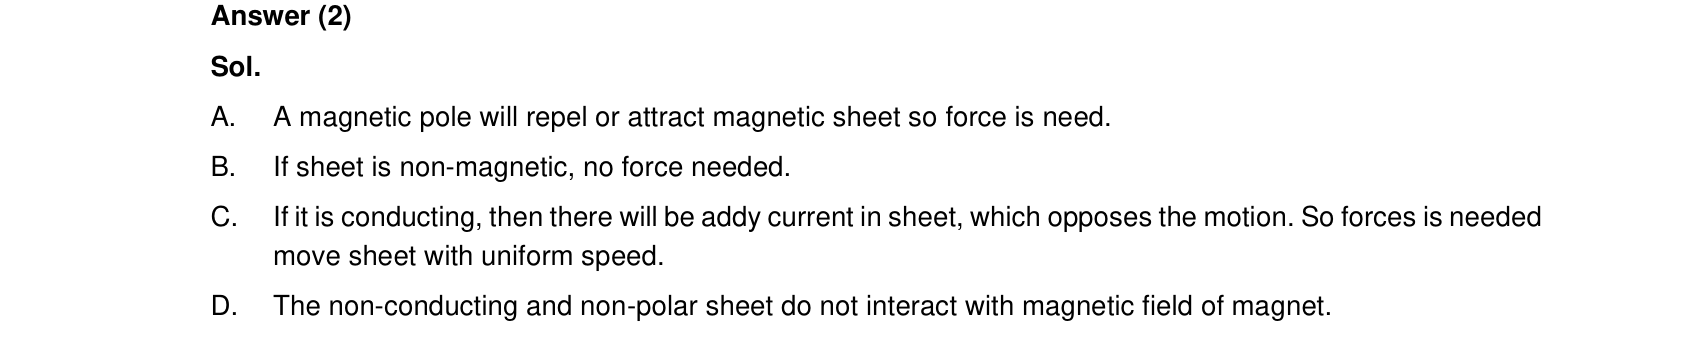 Answer (2)
Sol.
A. A magnetic pole will repel or attract magnetic sheet so force is need.
B. If sheet is non-magnetic, no force needed.
C. If it is conducting, then there will be addy current in sheet, which opposes the motion. So forces is needed
move sheet with uniform speed.
D. The non-conducting and non-polar sheet do not interact with magnetic field of magnet.